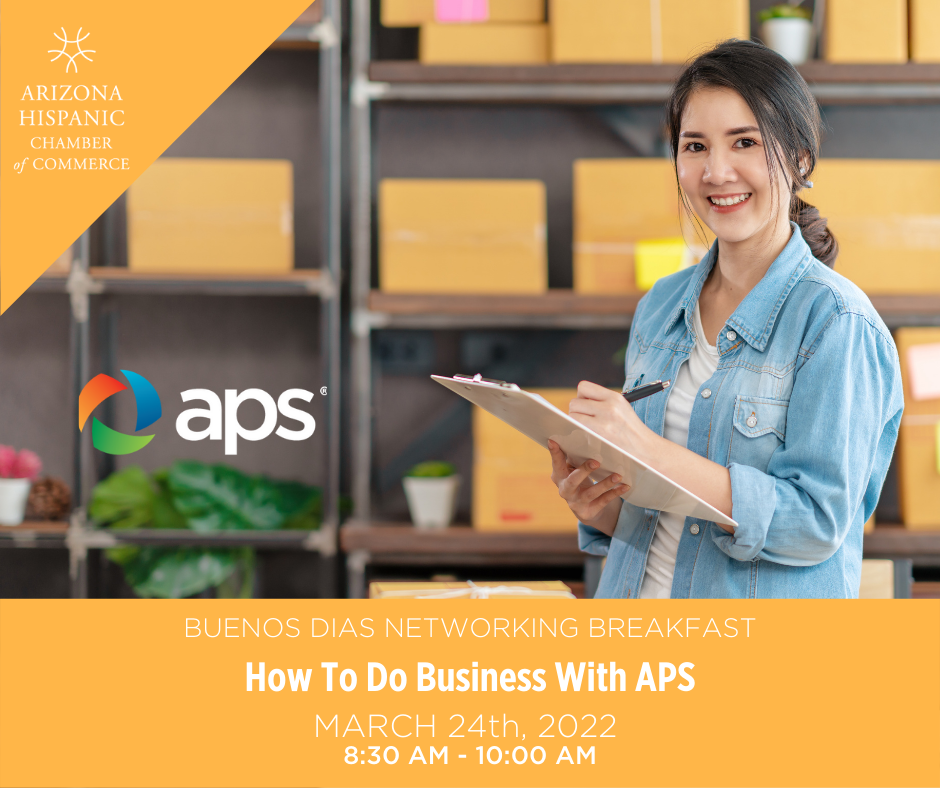 ARIZONA
HISPANIC
CHAMBER
of COMMERCE
aps®
BUENOS DIAS NETWORKING BREAKFAST
How To Do Business With APS
MARCH 24th, 2022
8:30 AM - 10:00 AM